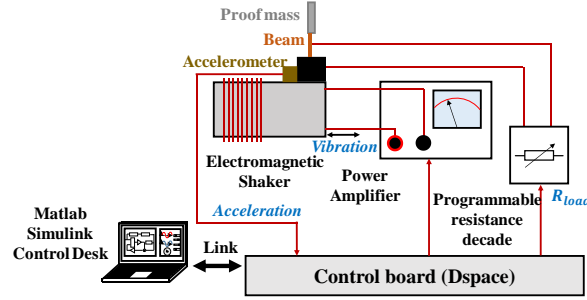 Proof mass
Beam
Accelerometer
Electromagnetic
Shaker
Vibration
Power
Amplifier
Programmable
resistance
decade
R_load
Acceleration
Matlab
Simulink
Control Desk
Link
Control board (Dspace)